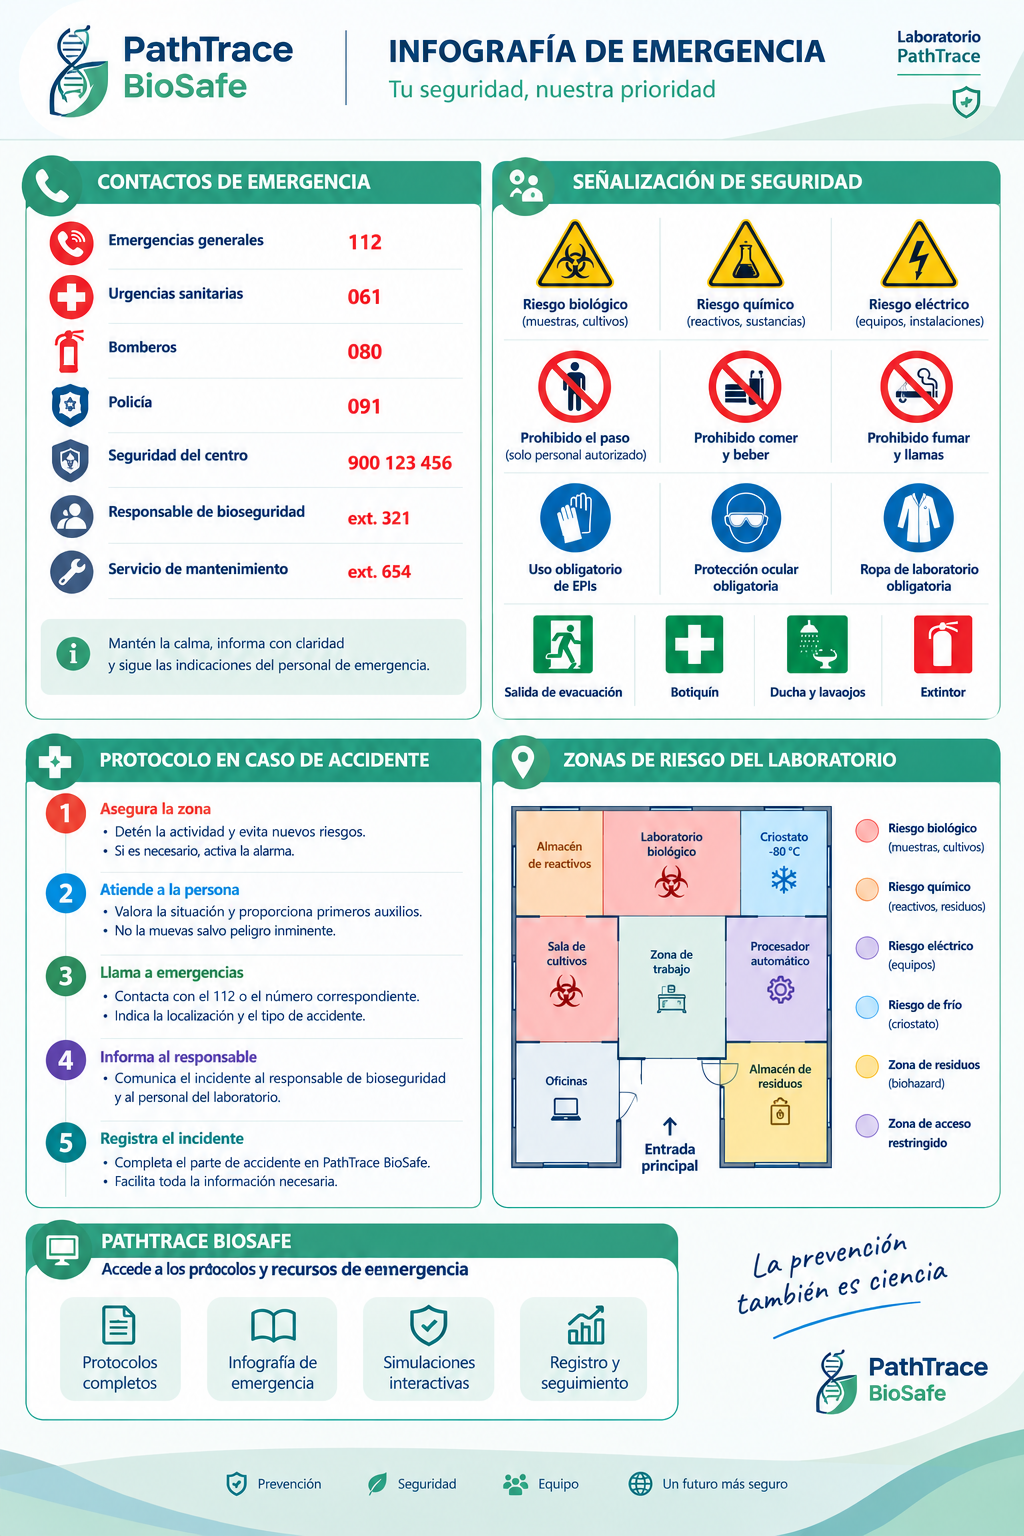 PathTrace
BioSafe
INFOGRAFÍA DE EMERGENCIA
Tu seguridad, nuestra prioridad
Laboratorio
PathTrace
CONTACTOS DE EMERGENCIA
Emergencias generales 112
Urgencias sanitarias 061
Bomberos 080
Policía 091
Seguridad del centro 900 123 456
Responsable de bioseguridad ext. 321
Servicio de mantenimiento ext. 654
i
Mantén la calma, informa con claridad
y sigue las indicaciones del personal de emergencia.
SEÑALIZACIÓN DE SEGURIDAD
Riesgo biológico
(muestras, cultivos)
Riesgo químico
(reactivos, sustancias)
Riesgo eléctrico
(equipos, instalaciones)
Prohibido el paso
(solo personal autorizado)
Prohibido comer
y beber
Prohibido fumar
y llamas
Uso obligatorio
de EPIs
Protección ocular
obligatoria
Ropa de laboratorio
obligatoria
Salida de evacuación
Botiquín
Ducha y lavaojos
Extintor
PROTOCOLO EN CASO DE ACCIDENTE
1 Asegura la zona
• Detén la actividad y evita nuevos riesgos.
• Si es necesario, activa la alarma.
2 Atiende a la persona
• Valora la situación y proporciona primeros auxilios.
• No la muevas salvo peligro inminente.
3 Llama a emergencias
• Contacta con el 112 o el número correspondiente.
• Indica la localización y el tipo de accidente.
4 Informa al responsable
• Comunica el incidente al responsable de bioseguridad
y al personal del laboratorio.
5 Registra el incidente
• Completa el parte de accidente en PathTrace BioSafe.
• Facilita toda la información necesaria.
ZONAS DE RIESGO DEL LABORATORIO
Almacén
de reactivos
Laboratorio
biológico
Criostato
-80 °C
Sala de
cultivos
Zona de
trabajo
Procesador
automático
Oficinas
Almacén de
residuos
Entrada
principal
Riesgo biológico
(muestras, cultivos)
Riesgo químico
(reactivos, residuos)
Riesgo eléctrico
(equipos)
Riesgo de frío
(criostato)
Zona de residuos
(biohazard)
Zona de acceso
restringido
PATHTRACE BIOSAFE
Accede a los protocolos y recursos de emergencia
Protocolos
completos
Infografía de
emergencia
Simulaciones
interactivas
Registro y
seguimiento
La prevención
también es ciencia
PathTrace
BioSafe
Prevención
Seguridad
Equipo
Un futuro más seguro